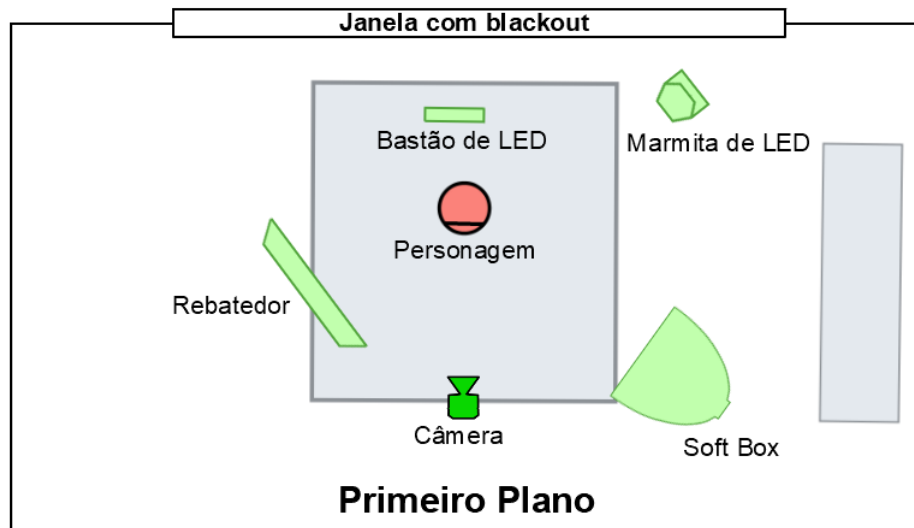 Janela com blackout
Bastão de LED
Marmita de LED
Personagem
Rebatedor
Câmera
Soft Box
Primeiro Plano